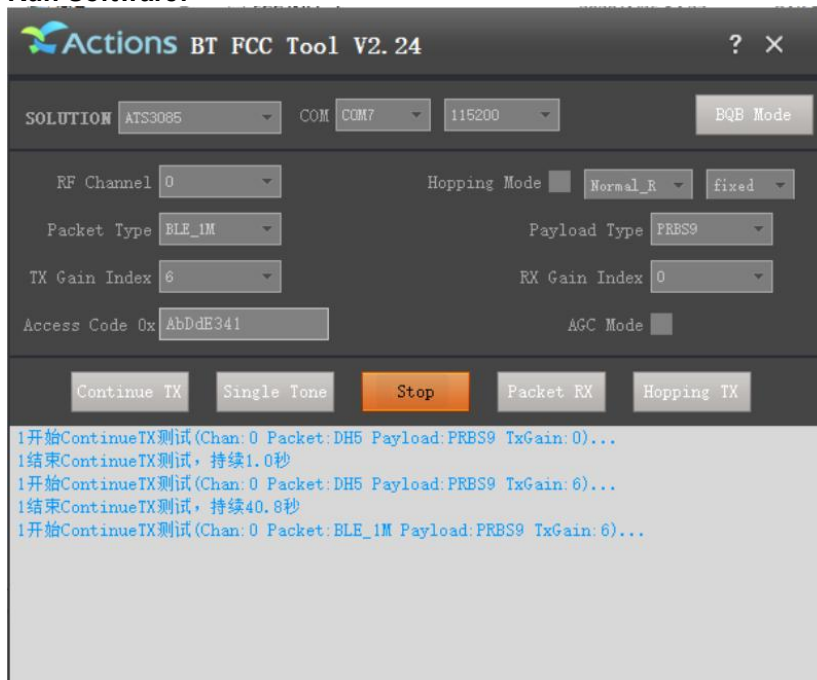 Actions BT FCC Tool V2.24 ? ×
SOLUTION ATS3085 COM COM7 115200 BQB Mode
RF Channel 0 Hopping Mode Normal_R fixed
Packet Type BLE_1M Payload Type PRBS9
TX Gain Index 6 RX Gain Index 0
Access Code 0x AbDdE341 AGC Mode
Continue TX Single Tone Stop Packet RX Hopping TX
1开始ContinueTX测试(Chan:0 Packet:DH5 Payload:PRBS9 TxGain:0)...
1结束ContinueTX测试，持续1.0秒
1开始ContinueTX测试(Chan:0 Packet:DH5 Payload:PRBS9 TxGain:6)...
1结束ContinueTX测试，持续40.8秒
1开始ContinueTX测试(Chan:0 Packet:BLE_1M Payload:PRBS9 TxGain:6)...